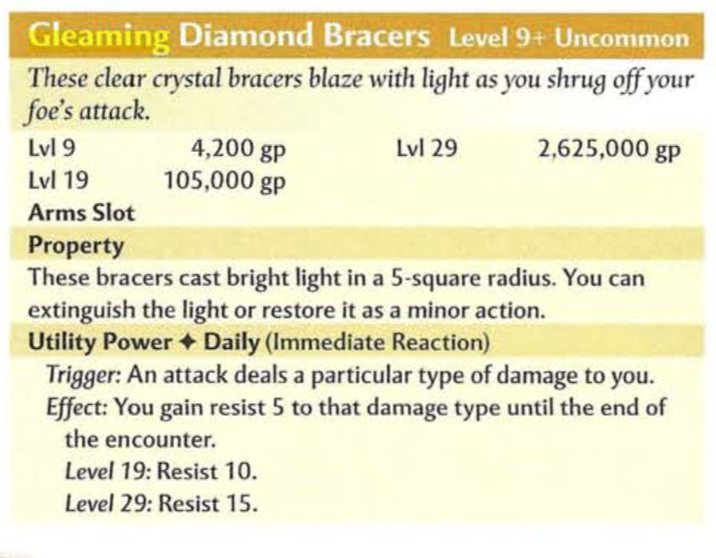 Gleaming Diamond Bracers Level 9+ Uncommon
These clear crystal bracers blaze with light as you shrug off your
foe's attack.
Lvl 9 4,200 gp Lvl 29 2,625,000 gp
Lvl 19 105,000 gp
Arms Slot
Property
These bracers cast bright light in a 5-square radius. You can
extinguish the light or restore it as a minor action.
Utility Power ✦ Daily (Immediate Reaction)
Trigger: An attack deals a particular type of damage to you.
Effect: You gain resist 5 to that damage type until the end of
the encounter.
Level 19: Resist 10.
Level 29: Resist 15.